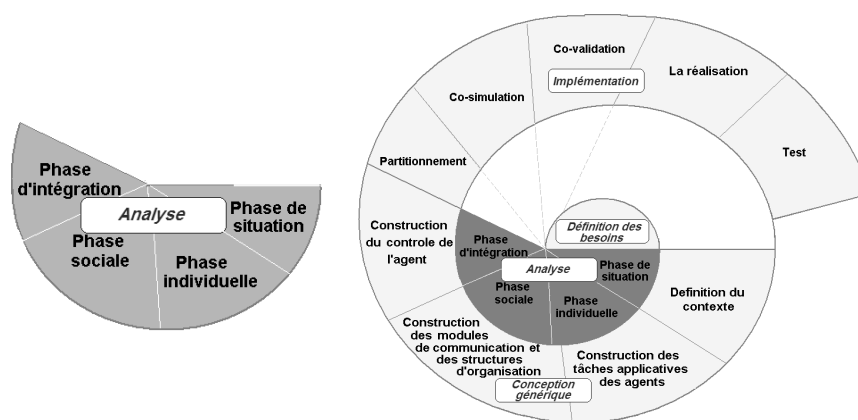 Phase
d'intégration
Analyse
Phase de
situation
Phase
sociale
Phase
individuelle
Co-validation
Implémentation
La réalisation
Co-simulation
Test
Partitionnement
Construction
du controle de
l'agent
Définition des
besoins
Phase
d'intégration
Analyse
Phase de
situation
Phase
sociale
Phase
individuelle
Definition du
contexte
Construction
des modules
de communication et
des structures
d'organisation
Construction des
tâches applicatives
des agents
Conception
générique